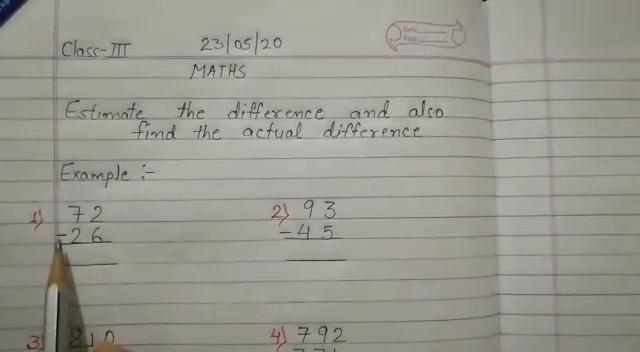 Class-III 23/05/20
MATHS
Estimate the difference and also
find the actual difference
Example :-
1) 72 2) 93
-26 -45
3) 810 4) 792